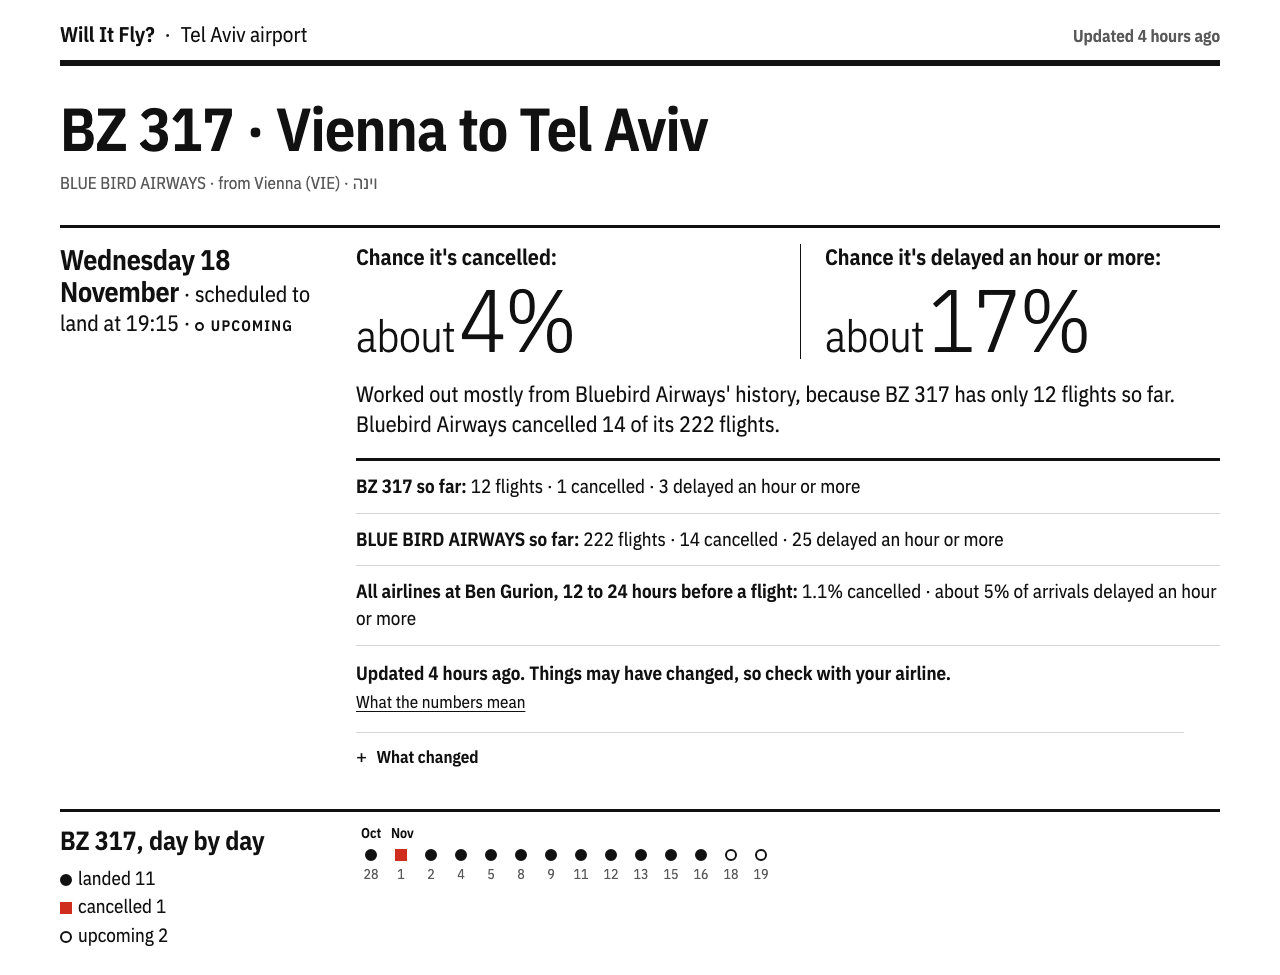 Will It Fly? · Tel Aviv airport
Updated 4 hours ago
BZ 317 · Vienna to Tel Aviv
BLUE BIRD AIRWAYS · from Vienna (VIE) · וינה
Wednesday 18
November · scheduled to
land at 19:15 · UPCOMING
Chance it's cancelled:
about 4%
Chance it's delayed an hour or more:
about 17%
Worked out mostly from Bluebird Airways' history, because BZ 317 has only 12 flights so far.
Bluebird Airways cancelled 14 of its 222 flights.
BZ 317 so far: 12 flights · 1 cancelled · 3 delayed an hour or more
BLUE BIRD AIRWAYS so far: 222 flights · 14 cancelled · 25 delayed an hour or more
All airlines at Ben Gurion, 12 to 24 hours before a flight: 1.1% cancelled · about 5% of arrivals delayed an hour
or more
Updated 4 hours ago. Things may have changed, so check with your airline.
What the numbers mean
+ What changed
BZ 317, day by day
landed 11
cancelled 1
upcoming 2
Oct Nov
28 1 2 4 5 8 9 11 12 13 15 16 18 19